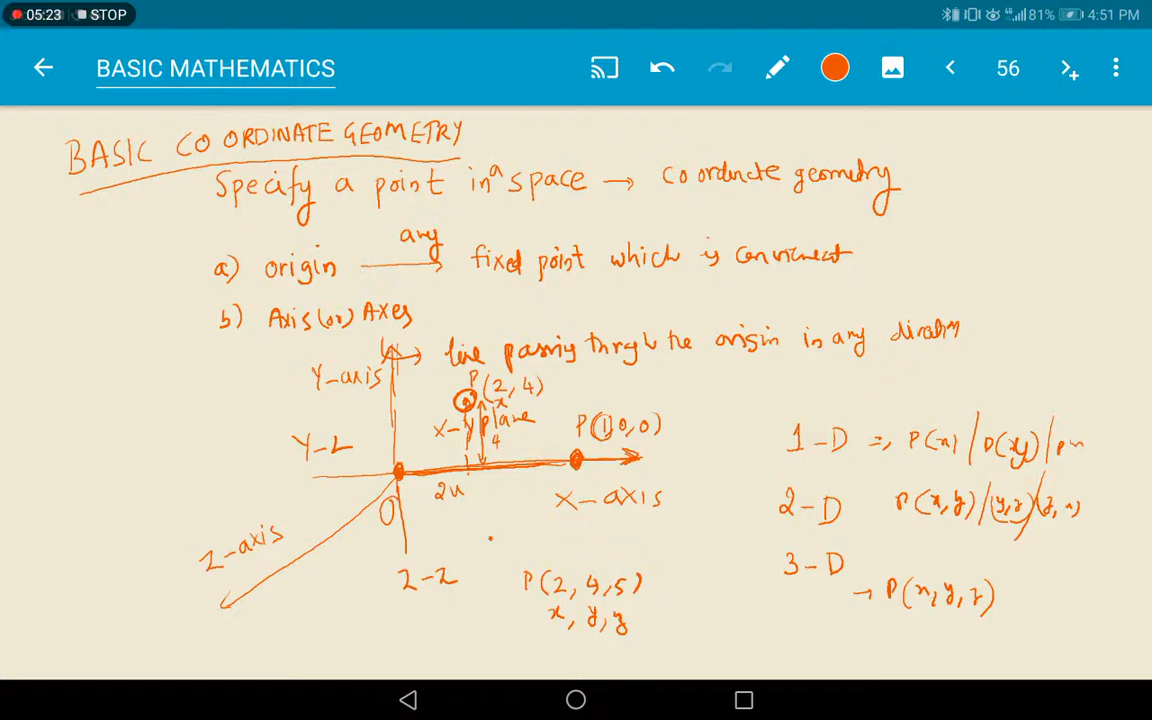 05:23 STOP 81% 4:51 PM
BASIC MATHEMATICS 56
BASIC CO ORDINATE GEOMETRY
Specify a point in a space → coordinate geometry
a) origin any → fixed point which is convenient
b) Axis (or) Axes
→ line passing through the origin in any direction
Y-axis
P(2,4)
x
x-y plane
4
P(1,0,0)
Y-Z
2u
X-axis
O
Z-axis
Z-Z
P(2,4,5)
x, y, z
1-D ⇒ P(x) /
2-D P(x,y)/(y,z)/(z,x)
3-D
→ P(x,y,z)